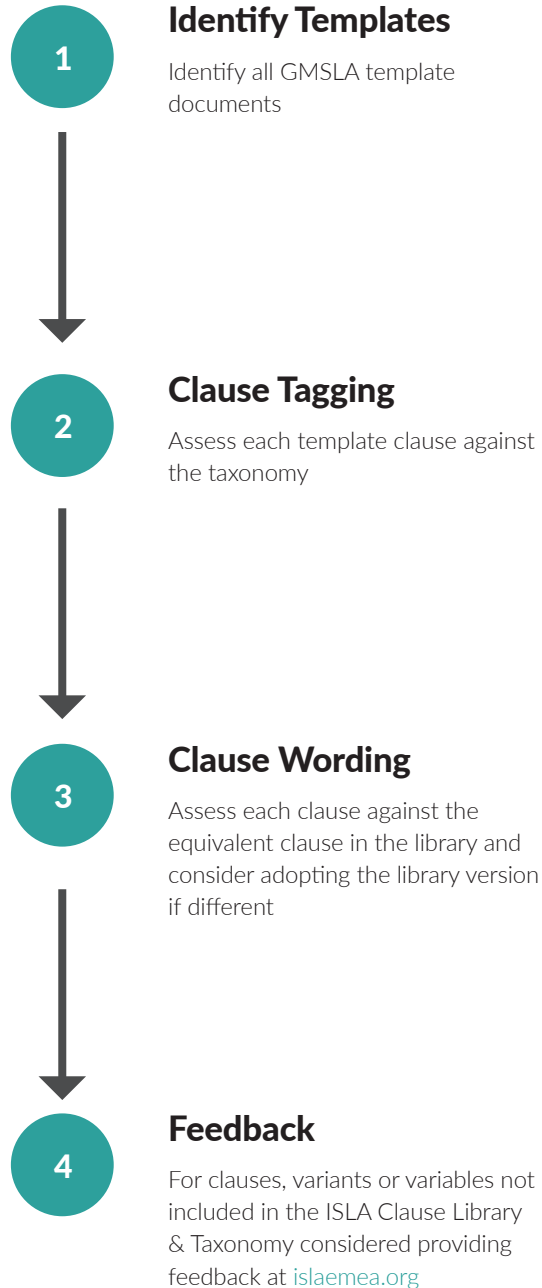 1
Identify Templates
Identify all GMSLA template
documents
2
Clause Tagging
Assess each template clause against
the taxonomy
3
Clause Wording
Assess each clause against the
equivalent clause in the library and
consider adopting the library version
if different
4
Feedback
For clauses, variants or variables not
included in the ISLA Clause Library
& Taxonomy considered providing
feedback at islaemea.org